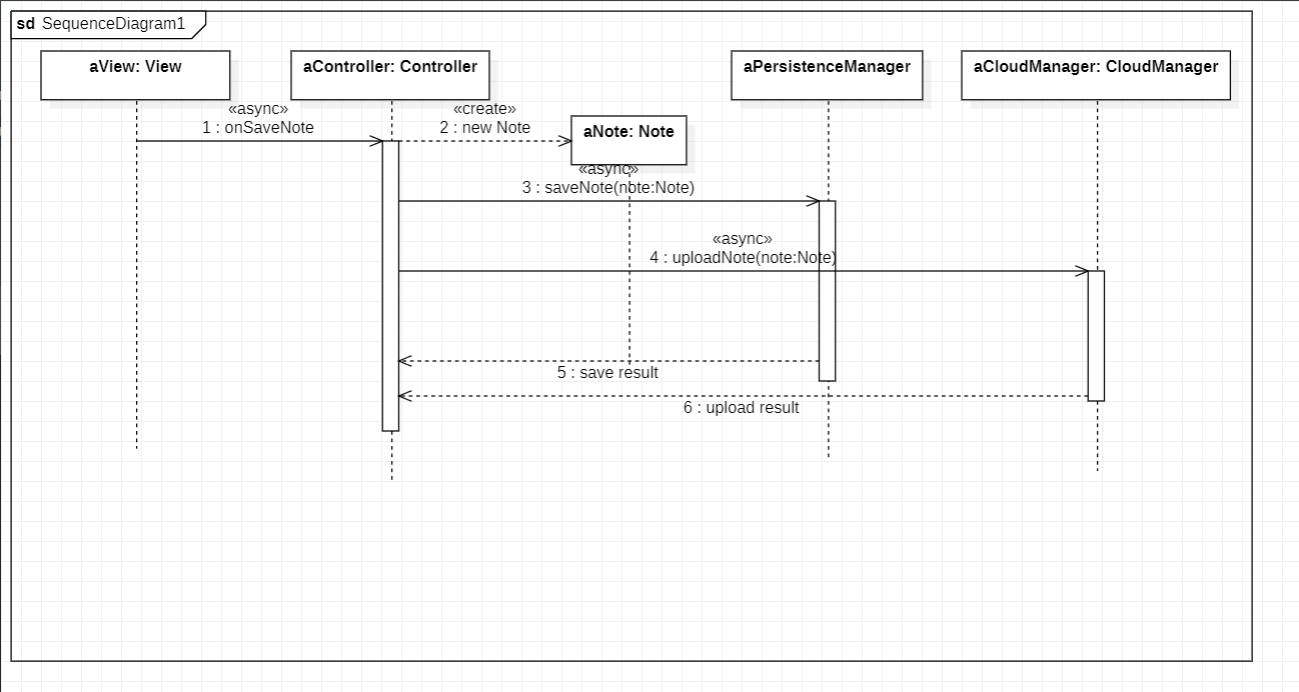 sd SequenceDiagram1
aView: View
aController: Controller
aPersistenceManager
aCloudManager: CloudManager
«async»
1 : onSaveNote
«create»
2 : new Note
aNote: Note
«async»
3 : saveNote(note:Note)
«async»
4 : uploadNote(note:Note)
5 : save result
6 : upload result